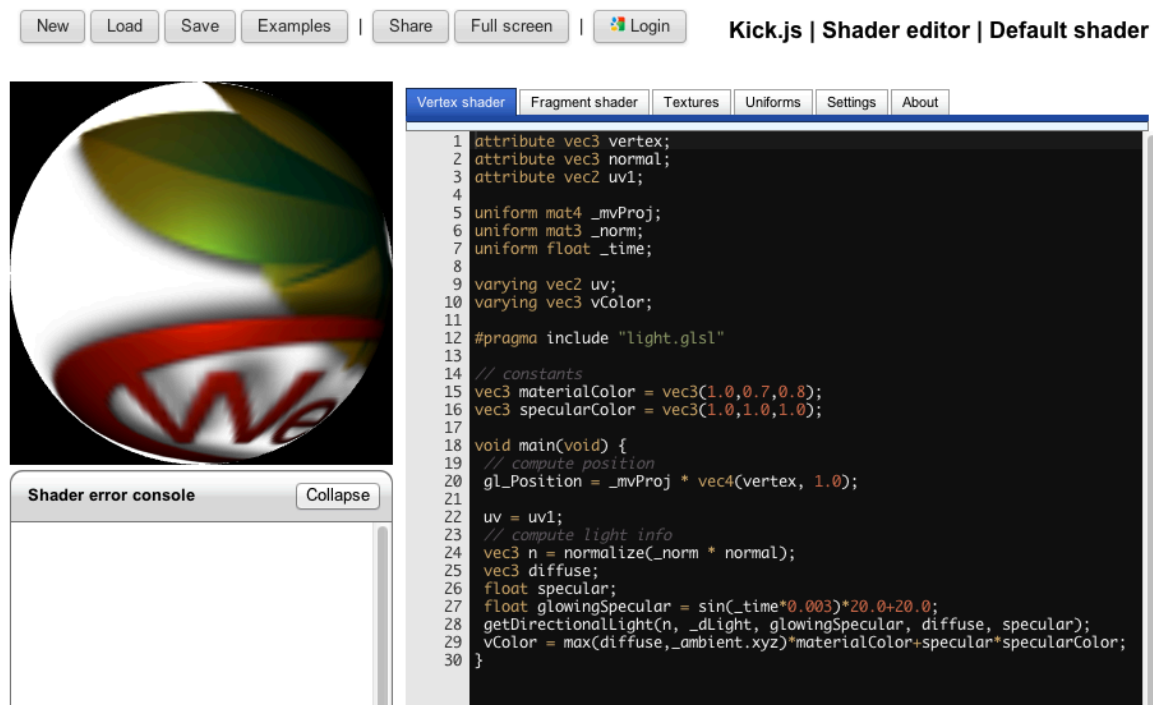 New Load Save Examples | Share Full screen | Login Kick.js | Shader editor | Default shader
We
Shader error console Collapse
Vertex shader Fragment shader Textures Uniforms Settings About
1 attribute vec3 vertex;
2 attribute vec3 normal;
3 attribute vec2 uv1;
4
5 uniform mat4 _mvProj;
6 uniform mat3 _norm;
7 uniform float _time;
8
9 varying vec2 uv;
10 varying vec3 vColor;
11
12 #pragma include "light.glsl"
13
14 // constants
15 vec3 materialColor = vec3(1.0,0.7,0.8);
16 vec3 specularColor = vec3(1.0,1.0,1.0);
17
18 void main(void) {
19 // compute position
20 gl_Position = _mvProj * vec4(vertex, 1.0);
21
22 uv = uv1;
23 // compute light info
24 vec3 n = normalize(_norm * normal);
25 vec3 diffuse;
26 float specular;
27 float glowingSpecular = sin(_time*0.003)*20.0+20.0;
28 getDirectionalLight(n, _dLight, glowingSpecular, diffuse, specular);
29 vColor = max(diffuse,_ambient.xyz)*materialColor+specular*specularColor;
30 }